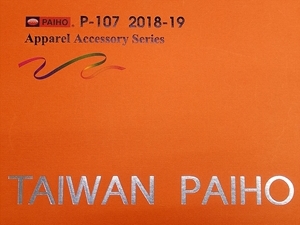 PAIHO. P-107 2018-19
Apparel Accessory Series
TAIWAN PAIHO